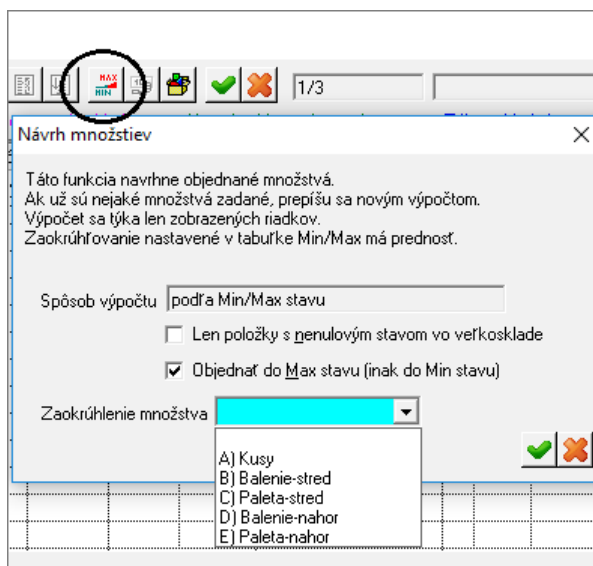 MAX
MIN
1/3
Návrh množstiev
Táto funkcia navrhne objednané množstvá.
Ak už sú nejaké množstvá zadané, prepíšu sa novým výpočtom.
Výpočet sa týka len zobrazených riadkov.
Zaokrúhľovanie nastavené v tabuľke Min/Max má prednosť.
Spôsob výpočtu podľa Min/Max stavu
Len položky s nenulovým stavom vo veľkosklade
Objednať do Max stavu (inak do Min stavu)
Zaokrúhlenie množstva
A) Kusy
B) Balenie-stred
C) Paleta-stred
D) Balenie-nahor
E) Paleta-nahor